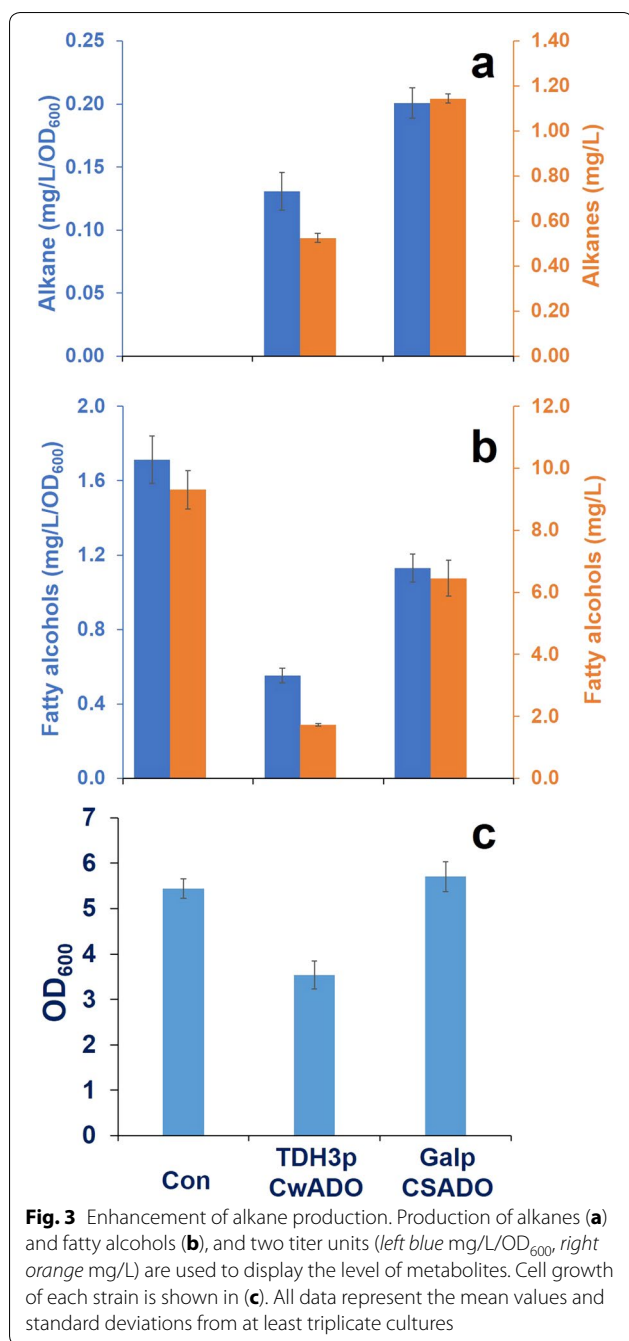 a
0.25
0.20
0.15
0.10
0.05
0.00
Alkane (mg/L/OD600)
1.40
1.20
1.00
0.80
0.60
0.40
0.20
0.00
Alkanes (mg/L)
b
2.0
1.6
1.2
0.8
0.4
0.0
Fatty alcohols (mg/L/OD600)
12.0
10.0
8.0
6.0
4.0
2.0
0.0
Fatty alcohols (mg/L)
c
7
6
5
4
3
2
1
0
OD600
Con
TDH3p
CwADO
Galp
CSADO
Fig. 3 Enhancement of alkane production. Production of alkanes (a)
and fatty alcohols (b), and two titer units (left blue mg/L/OD600, right
orange mg/L) are used to display the level of metabolites. Cell growth
of each strain is shown in (c). All data represent the mean values and
standard deviations from at least triplicate cultures